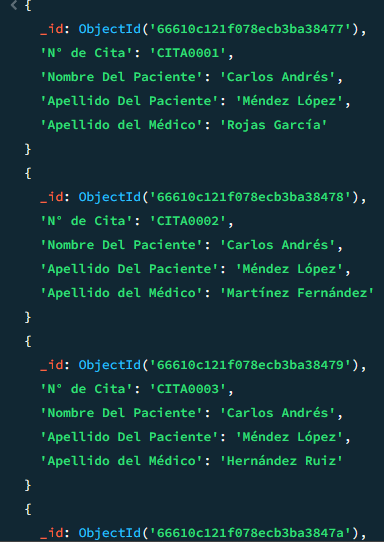 < {
_id: ObjectId('66610c121f078ecb3ba38477'),
'N° de Cita': 'CITA0001',
'Nombre Del Paciente': 'Carlos Andrés',
'Apellido Del Paciente': 'Méndez López',
'Apellido del Médico': 'Rojas García'
}
{
_id: ObjectId('66610c121f078ecb3ba38478'),
'N° de Cita': 'CITA0002',
'Nombre Del Paciente': 'Carlos Andrés',
'Apellido Del Paciente': 'Méndez López',
'Apellido del Médico': 'Martínez Fernández'
}
{
_id: ObjectId('66610c121f078ecb3ba38479'),
'N° de Cita': 'CITA0003',
'Nombre Del Paciente': 'Carlos Andrés',
'Apellido Del Paciente': 'Méndez López',
'Apellido del Médico': 'Hernández Ruiz'
}
{
_id: ObjectId('66610c121f078ecb3ba3847a'),